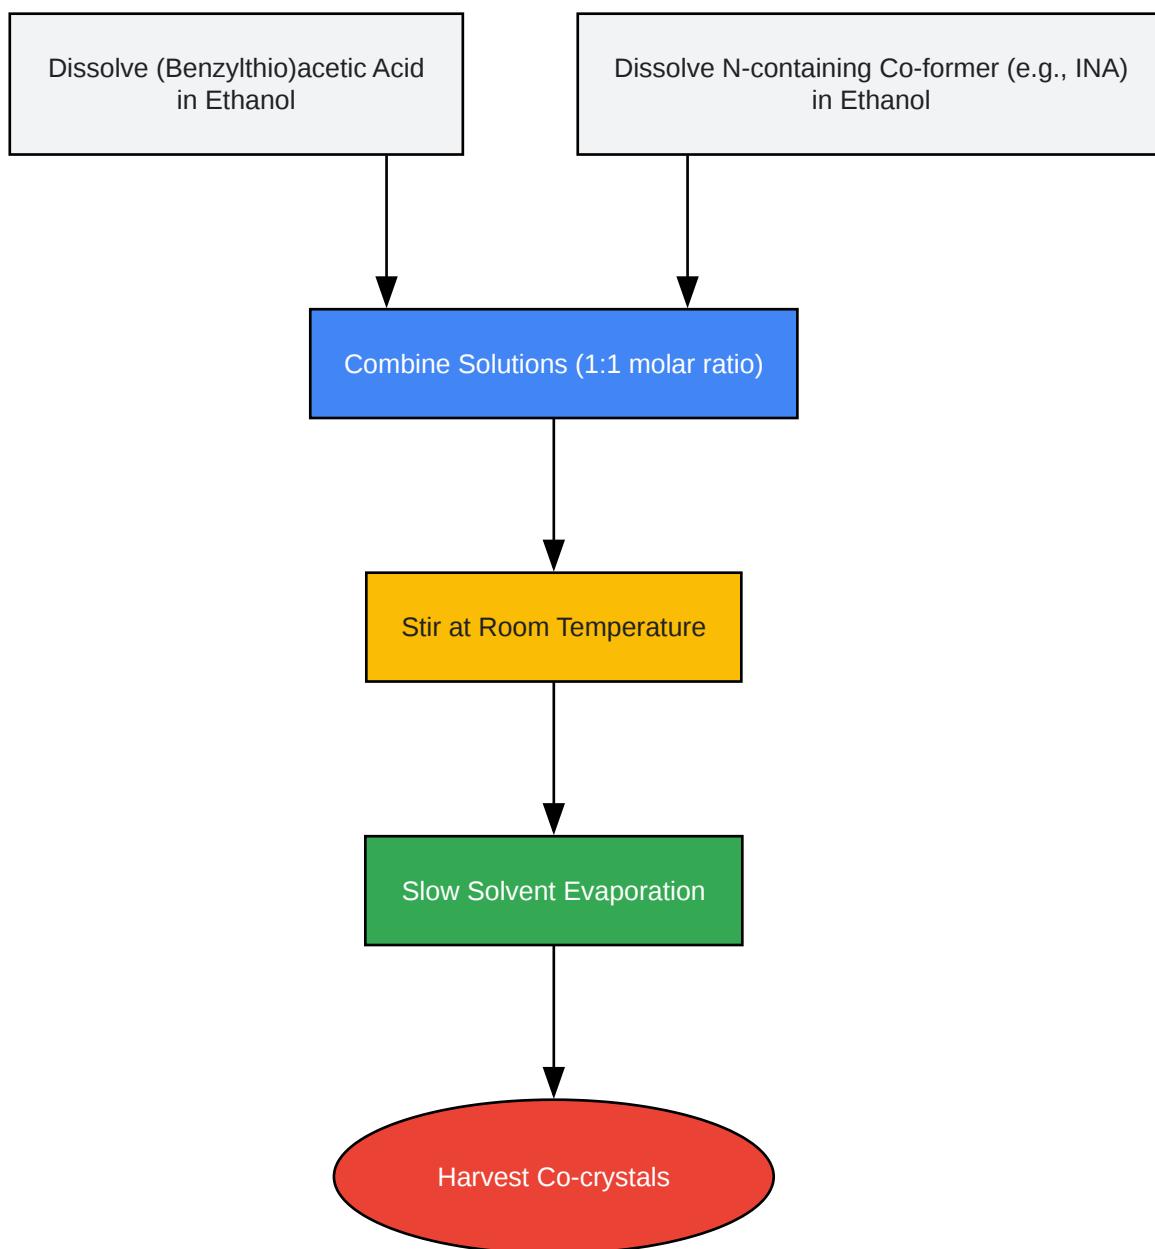 Dissolve (Benzylthio)acetic Acid
in Ethanol
Dissolve N-containing Co-former (e.g., INA)
in Ethanol
Combine Solutions (1:1 molar ratio)
Stir at Room Temperature
Slow Solvent Evaporation
Harvest Co-crystals